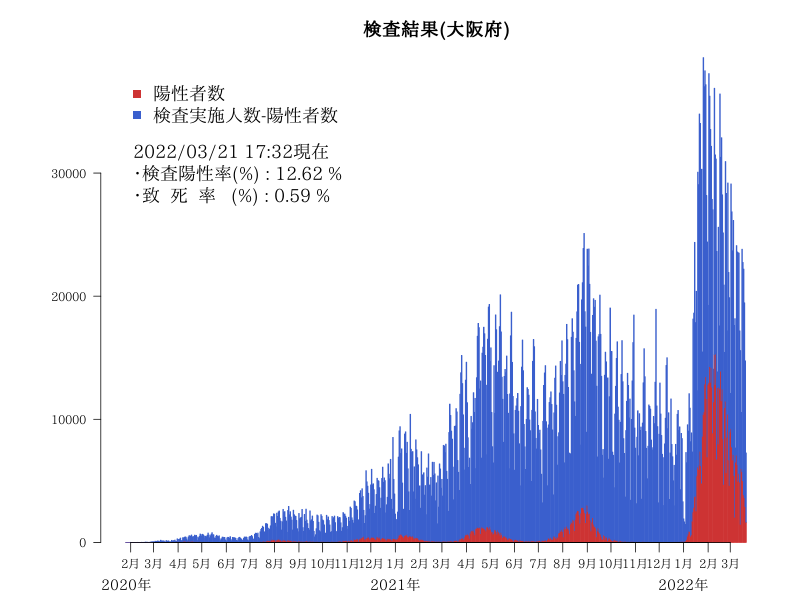 検査結果(大阪府)
陽性者数
検査実施人数-陽性者数
2022/03/21 17:32現在
・検査陽性率(%) : 12.62 %
・致 死 率 (%) : 0.59 %
30000
20000
10000
0
2月 3月 4月 5月 6月 7月 8月 9月 10月 11月 12月 1月 2月 3月 4月 5月 6月 7月 8月 9月 10月 11月 12月 1月 2月 3月
2020年 2021年 2022年